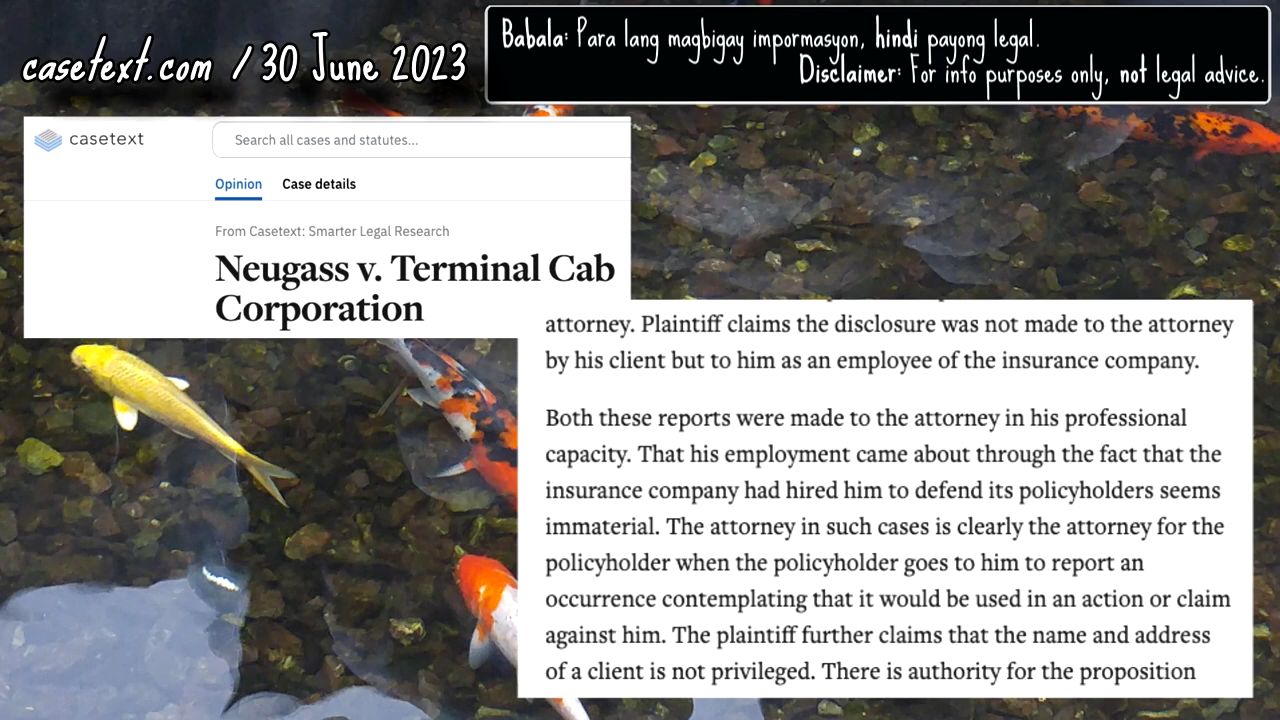 casetext.com / 30 June 2023
Babala: Para lang magbigay impormasyon, hindi payong legal.
Disclaimer: For info purposes only, not legal advice.
casetext
Search all cases and statutes...
Opinion Case details
From Casetext: Smarter Legal Research
Neugass v. Terminal Cab
Corporation
attorney. Plaintiff claims the disclosure was not made to the attorney
by his client but to him as an employee of the insurance company.
Both these reports were made to the attorney in his professional
capacity. That his employment came about through the fact that the
insurance company had hired him to defend its policyholders seems
immaterial. The attorney in such cases is clearly the attorney for the
policyholder when the policyholder goes to him to report an
occurrence contemplating that it would be used in an action or claim
against him. The plaintiff further claims that the name and address
of a client is not privileged. There is authority for the proposition